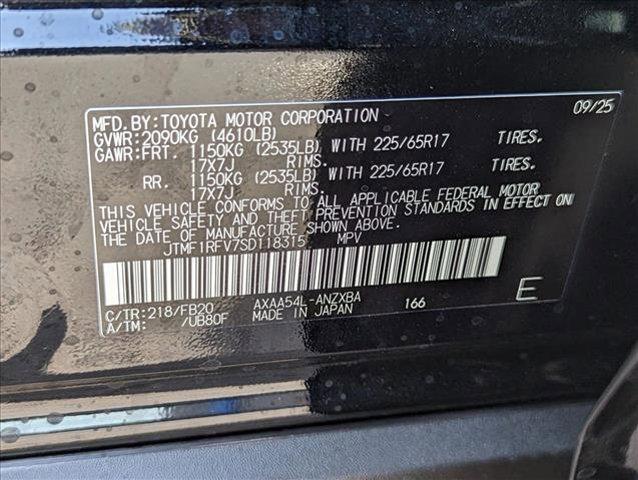 MFD. BY: TOYOTA MOTOR CORPORATION 09/25
GVWR: 2090KG (4610LB)
GAWR: FRT. 1150KG (2535LB) WITH 225/65R17 TIRES.
17X7J RIMS.
RR. 1150KG (2535LB) WITH 225/65R17 TIRES.
17X7J RIMS.
THIS VEHICLE CONFORMS TO ALL APPLICABLE FEDERAL MOTOR
VEHICLE SAFETY AND THEFT PREVENTION STANDARDS IN EFFECT ON
THE DATE OF MANUFACTURE SHOWN ABOVE.
JTMF1RFV7SD118315 MPV
C/TR: 218/FB20 AXAA54L-ANZXBA 166 E
A/TM: /UB80F MADE IN JAPAN